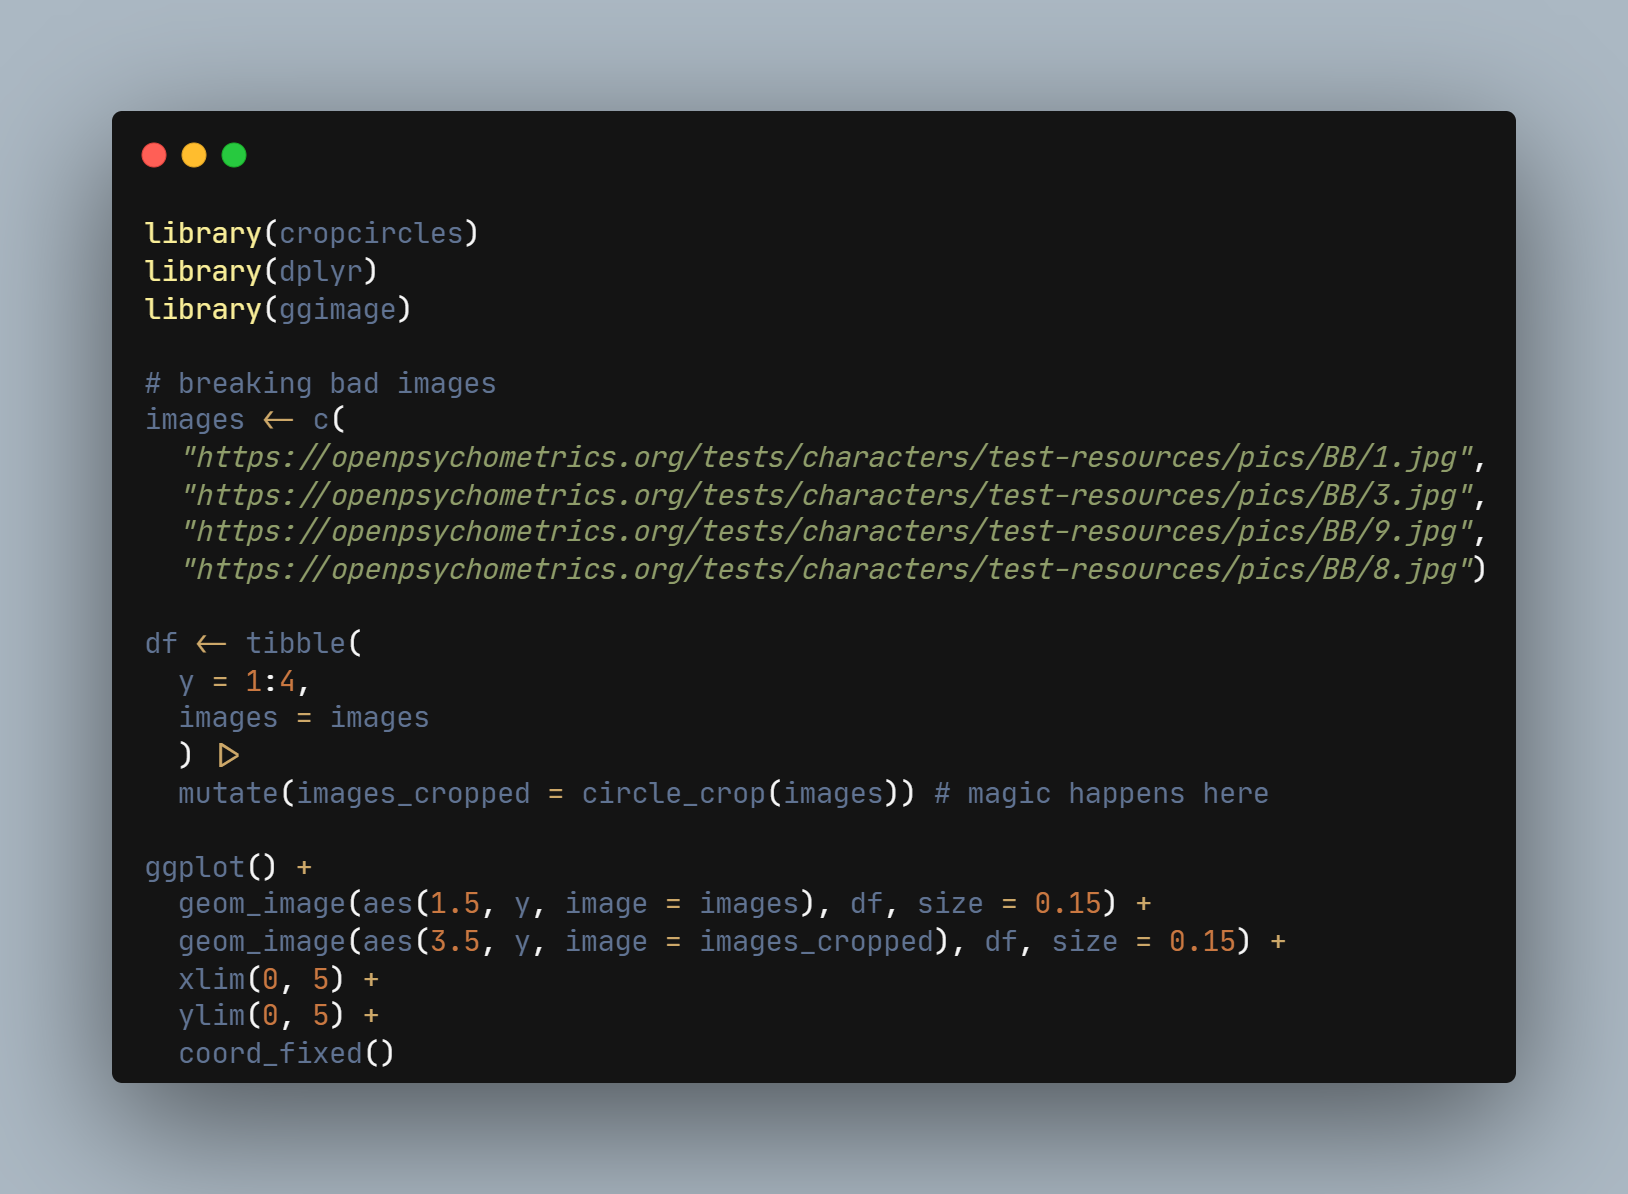 library(cropcircles)
library(dplyr)
library(ggimage)
# breaking bad images
images <- c(
  "https://openpsychometrics.org/tests/characters/test-resources/pics/BB/1.jpg",
  "https://openpsychometrics.org/tests/characters/test-resources/pics/BB/3.jpg",
  "https://openpsychometrics.org/tests/characters/test-resources/pics/BB/9.jpg",
  "https://openpsychometrics.org/tests/characters/test-resources/pics/BB/8.jpg")
df <- tibble(
  y = 1:4,
  images = images
  ) |>
  mutate(images_cropped = circle_crop(images)) # magic happens here
ggplot() +
  geom_image(aes(1.5, y, image = images), df, size = 0.15) +
  geom_image(aes(3.5, y, image = images_cropped), df, size = 0.15) +
  xlim(0, 5) +
  ylim(0, 5) +
  coord_fixed()